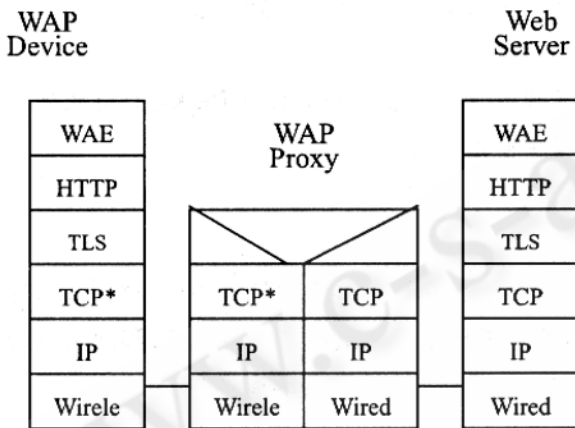 WAP
Device
Web
Server
WAP
Proxy
WAE
HTTP
TLS
TCP*
IP
Wirele
TCP*
TCP
IP
IP
Wirele
Wired
WAE
HTTP
TLS
TCP
IP
Wired